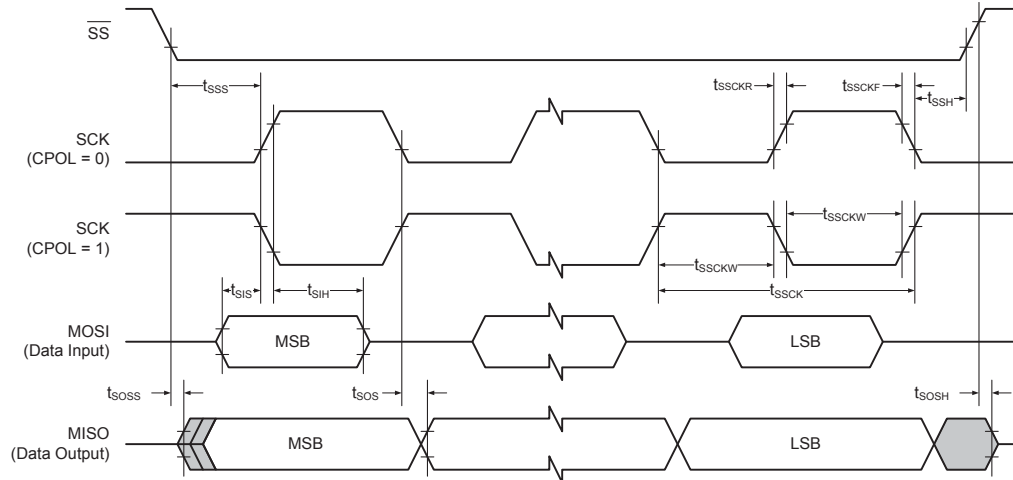 SS
tSSS
tSSCKR
tSSCKF
tSSH
SCK
(CPOL = 0)
SCK
(CPOL = 1)
tSSCKW
tSSCKW
tSSCK
tSIS
tSIH
MOSI
(Data Input)
MSB
LSB
tSOSS
tSOS
tSOSH
MISO
(Data Output)
MSB
LSB